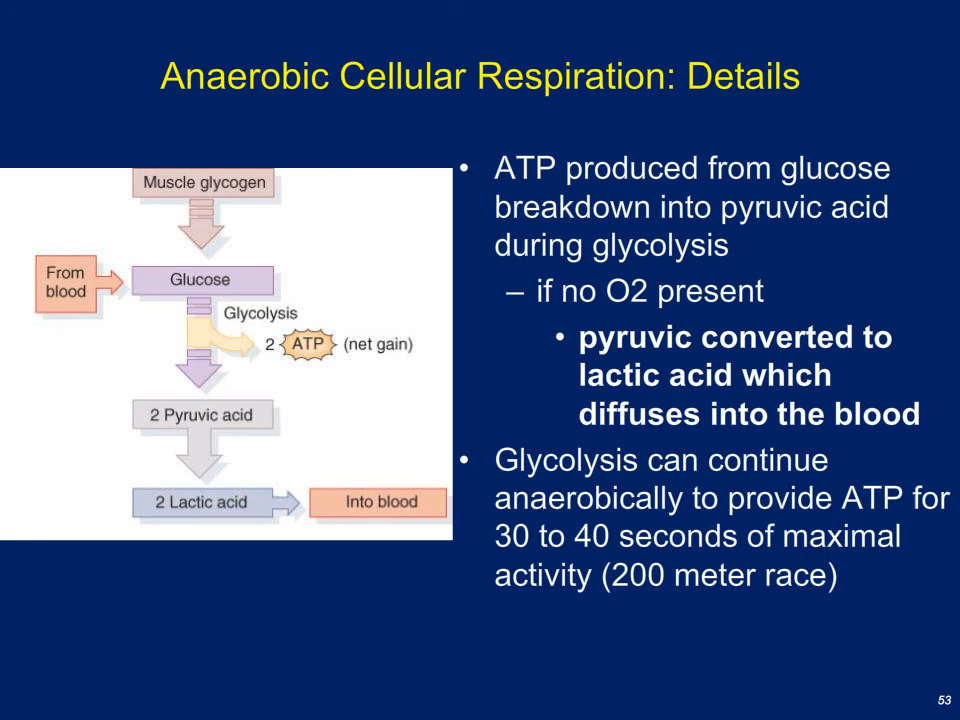 Anaerobic Cellular Respiration: Details
Muscle glycogen
From
blood
Glucose
Glycolysis
2 ATP (net gain)
2 Pyruvic acid
2 Lactic acid
Into blood
• ATP produced from glucose
breakdown into pyruvic acid
during glycolysis
– if no O2 present
• pyruvic converted to
lactic acid which
diffuses into the blood
• Glycolysis can continue
anaerobically to provide ATP for
30 to 40 seconds of maximal
activity (200 meter race)
53